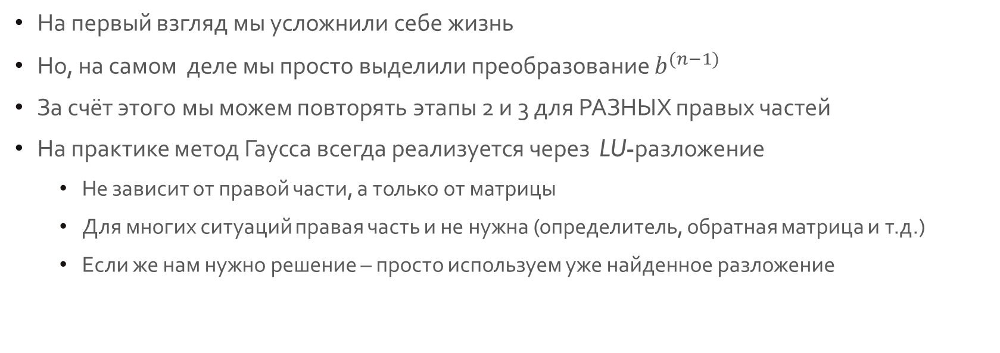 • На первый взгляд мы усложнили себе жизнь
• Но, на самом деле мы просто выделили преобразование b^(n−1)
• За счёт этого мы можем повторять этапы 2 и 3 для РАЗНЫХ правых частей
• На практике метод Гаусса всегда реализуется через LU-разложение
• Не зависит от правой части, а только от матрицы
• Для многих ситуаций правая часть и не нужна (определитель, обратная матрица и т.д.)
• Если же нам нужно решение – просто используем уже найденное разложение